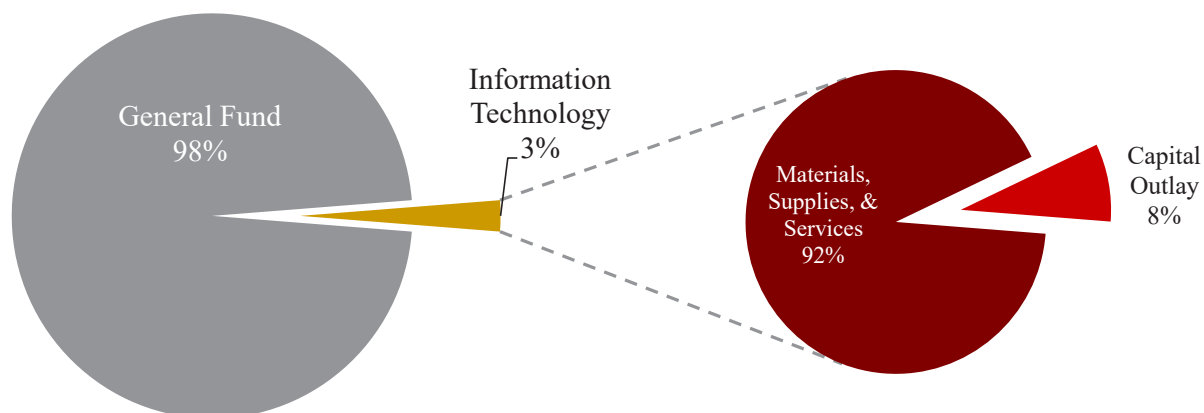 General Fund
98%
Information
Technology
3%
Materials,
Supplies, &
Services
92%
Capital
Outlay
8%